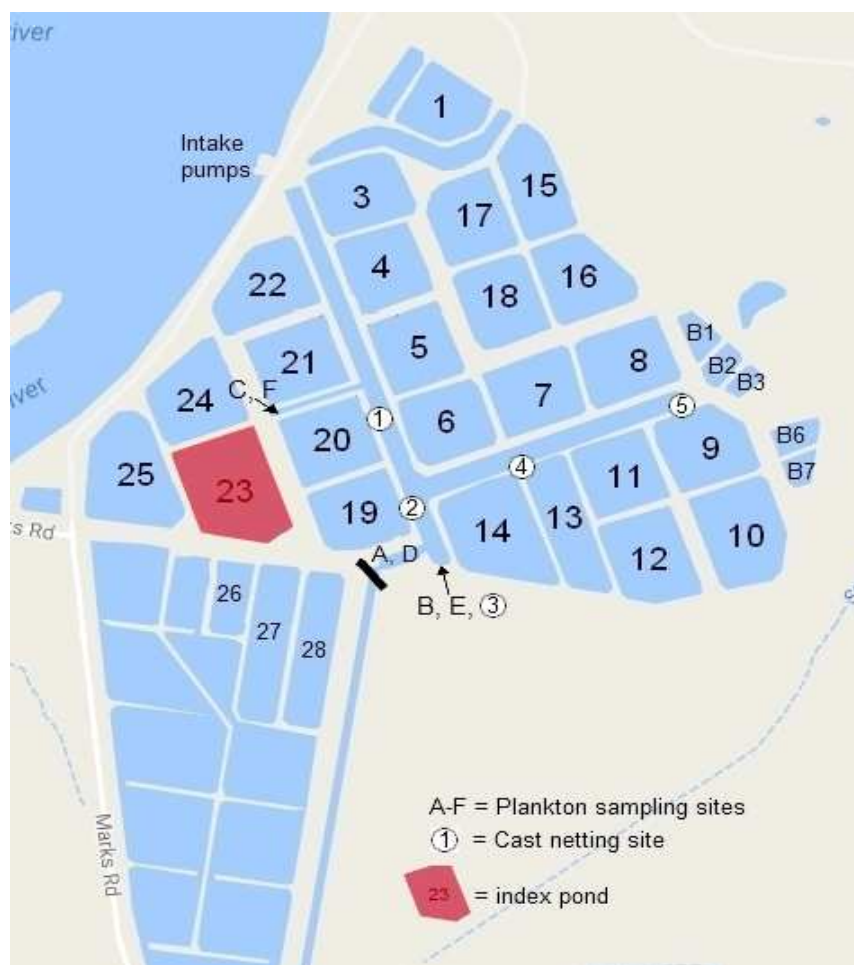 River
1
Intake
pumps
3
15
17
4
22
16
18
B1
5
21
8
B2
B3
24
C, F
7
1
5
6
20
B6
9
4
11
B7
25
23
19
2
13
14
10
A, D
12
Rd
26
B, E, 3
27
28
A-F = Plankton sampling sites
1 = Cast netting site
Marks Rd
23 = index pond